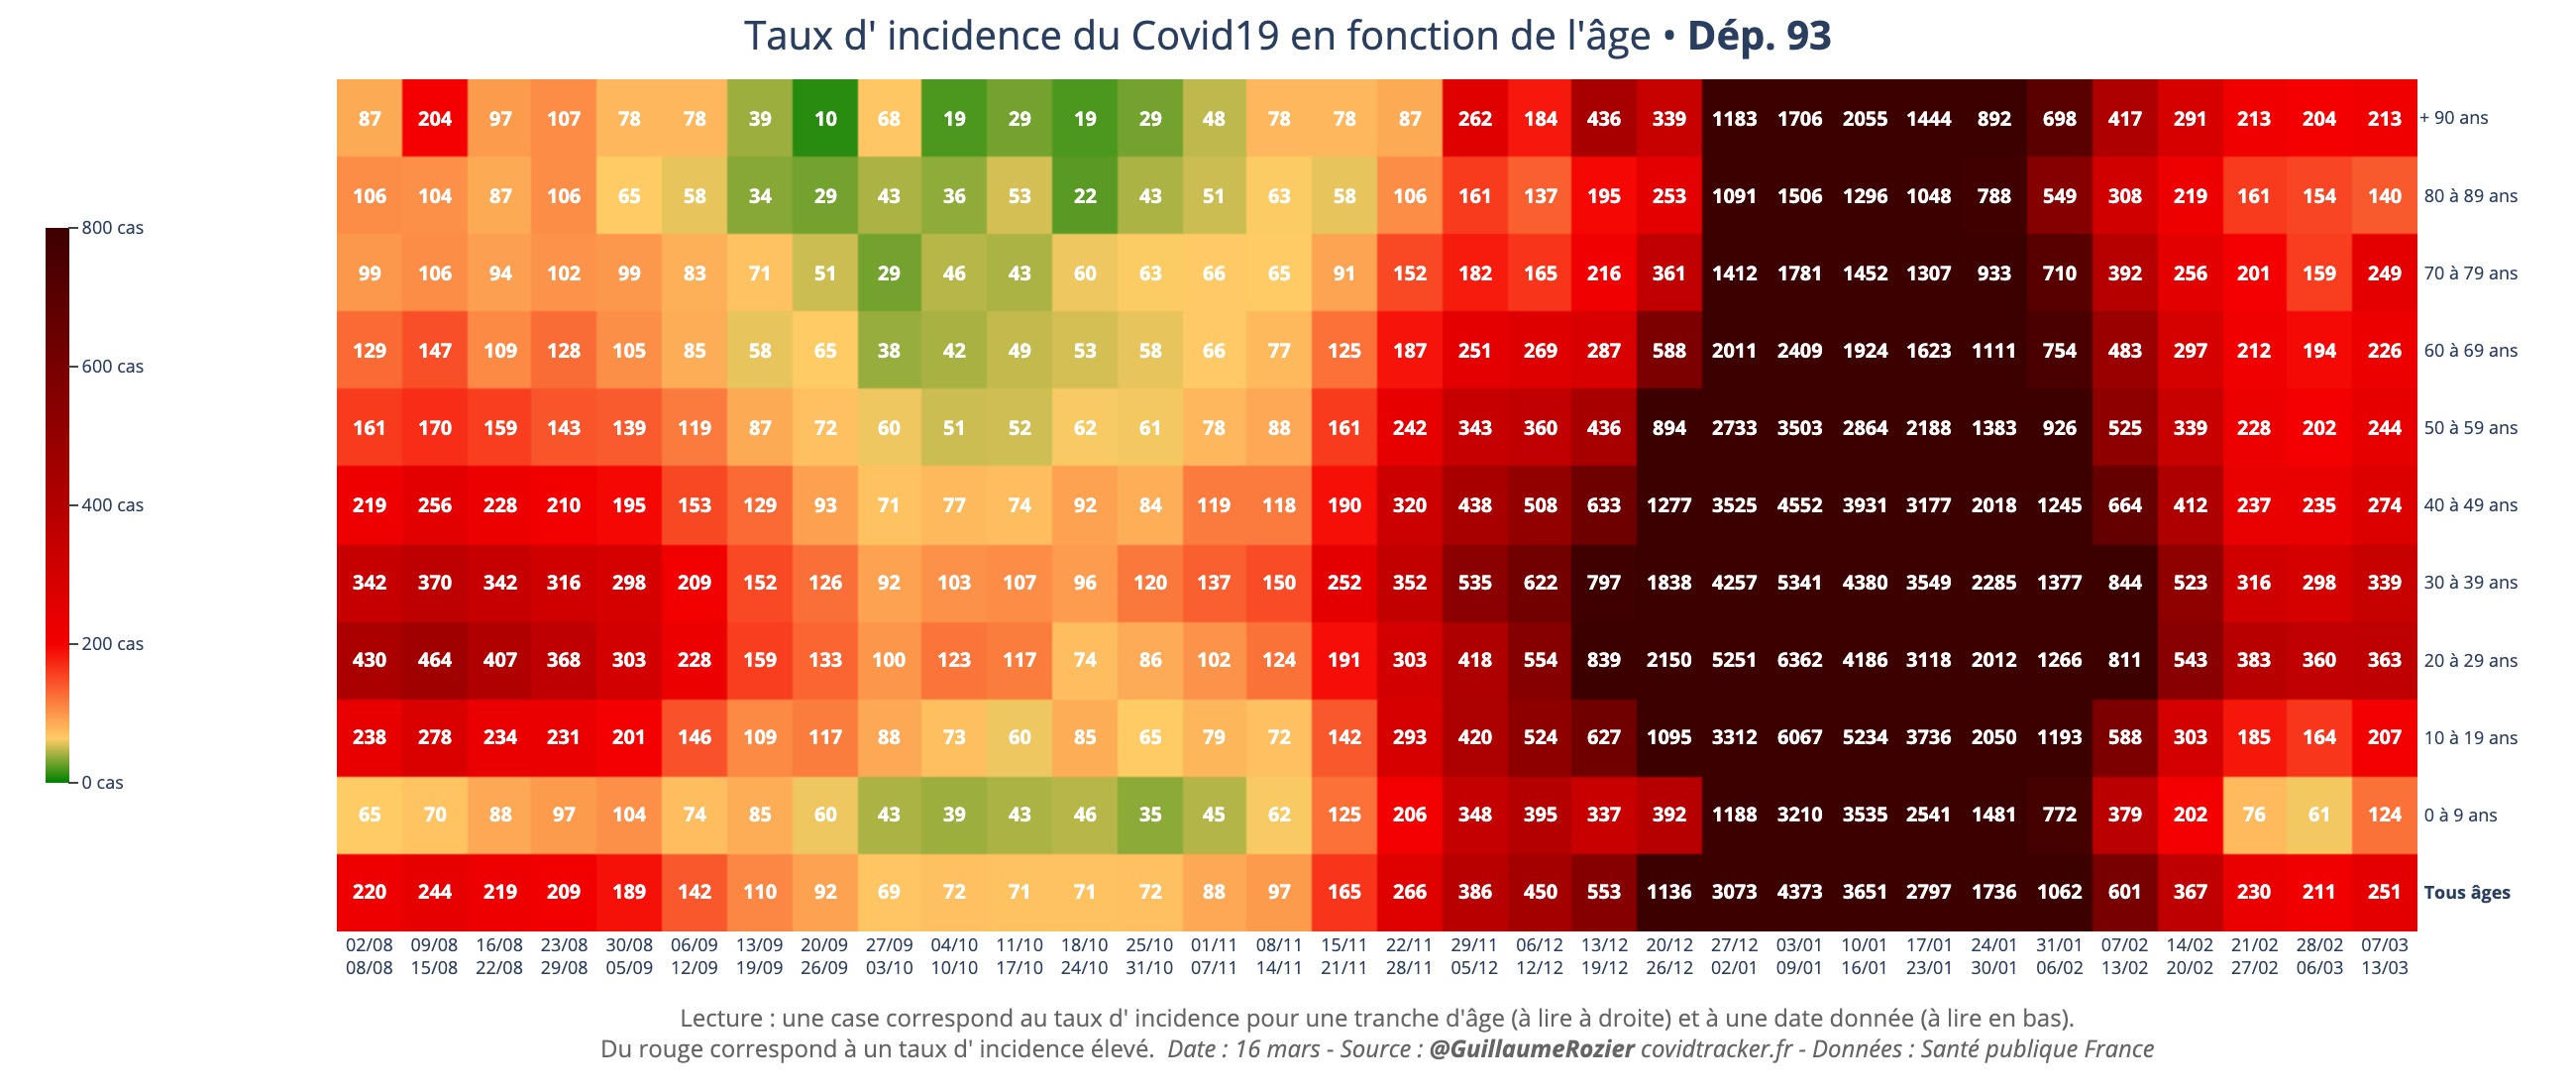 Taux d' incidence du Covid19 en fonction de l'âge • Dép. 93
87 204 97 107 78 78 39 10 68 19 29 19 29 48 78 78 87 262 184 436 339 1183 1706 2055 1444 892 698 417 291 213 204 213 + 90 ans
106 104 87 106 65 58 34 29 43 36 53 22 43 51 63 58 106 161 137 195 253 1091 1506 1296 1048 788 549 308 219 161 154 140 80 à 89 ans
800 cas
99 106 94 102 99 83 71 51 29 46 43 60 63 66 65 91 152 182 165 216 361 1412 1781 1452 1307 933 710 392 256 201 159 249 70 à 79 ans
129 147 109 128 105 85 58 65 38 42 49 53 58 66 77 125 187 251 269 287 588 2011 2409 1924 1623 1111 754 483 297 212 194 226 60 à 69 ans
600 cas
161 170 159 143 139 119 87 72 60 51 52 62 61 78 88 161 242 343 360 436 894 2733 3503 2864 2188 1383 926 525 339 228 202 244 50 à 59 ans
400 cas
219 256 228 210 195 153 129 93 71 77 74 92 84 119 118 190 320 438 508 633 1277 3525 4552 3931 3177 2018 1245 664 412 237 235 274 40 à 49 ans
342 370 342 316 298 209 152 126 92 103 107 96 120 137 150 252 352 535 622 797 1838 4257 5341 4380 3549 2285 1377 844 523 316 298 339 30 à 39 ans
200 cas
430 464 407 368 303 228 159 133 100 123 117 74 86 102 124 191 303 418 554 839 2150 5251 6362 4186 3118 2012 1266 811 543 383 360 363 20 à 29 ans
238 278 234 231 201 146 109 117 88 73 60 85 65 79 72 142 293 420 524 627 1095 3312 6067 5234 3736 2050 1193 588 303 185 164 207 10 à 19 ans
0 cas
65 70 88 97 104 74 85 60 43 39 43 46 35 45 62 125 206 348 395 337 392 1188 3210 3535 2541 1481 772 379 202 76 61 124 0 à 9 ans
220 244 219 209 189 142 110 92 69 72 71 71 72 88 97 165 266 386 450 553 1136 3073 4373 3651 2797 1736 1062 601 367 230 211 251 Tous âges
02/08 09/08 16/08 23/08 30/08 06/09 13/09 20/09 27/09 04/10 11/10 18/10 25/10 01/11 08/11 15/11 22/11 29/11 06/12 13/12 20/12 27/12 03/01 10/01 17/01 24/01 31/01 07/02 14/02 21/02 28/02 07/03
08/08 15/08 22/08 29/08 05/09 12/09 19/09 26/09 03/10 10/10 17/10 24/10 31/10 07/11 14/11 21/11 28/11 05/12 12/12 19/12 26/12 02/01 09/01 16/01 23/01 30/01 06/02 13/02 20/02 27/02 06/03 13/03
Lecture : une case correspond au taux d' incidence pour une tranche d'âge (à lire à droite) et à une date donnée (à lire en bas).
Du rouge correspond à un taux d' incidence élevé. Date : 16 mars - Source : @GuillaumeRozier covidtracker.fr - Données : Santé publique France